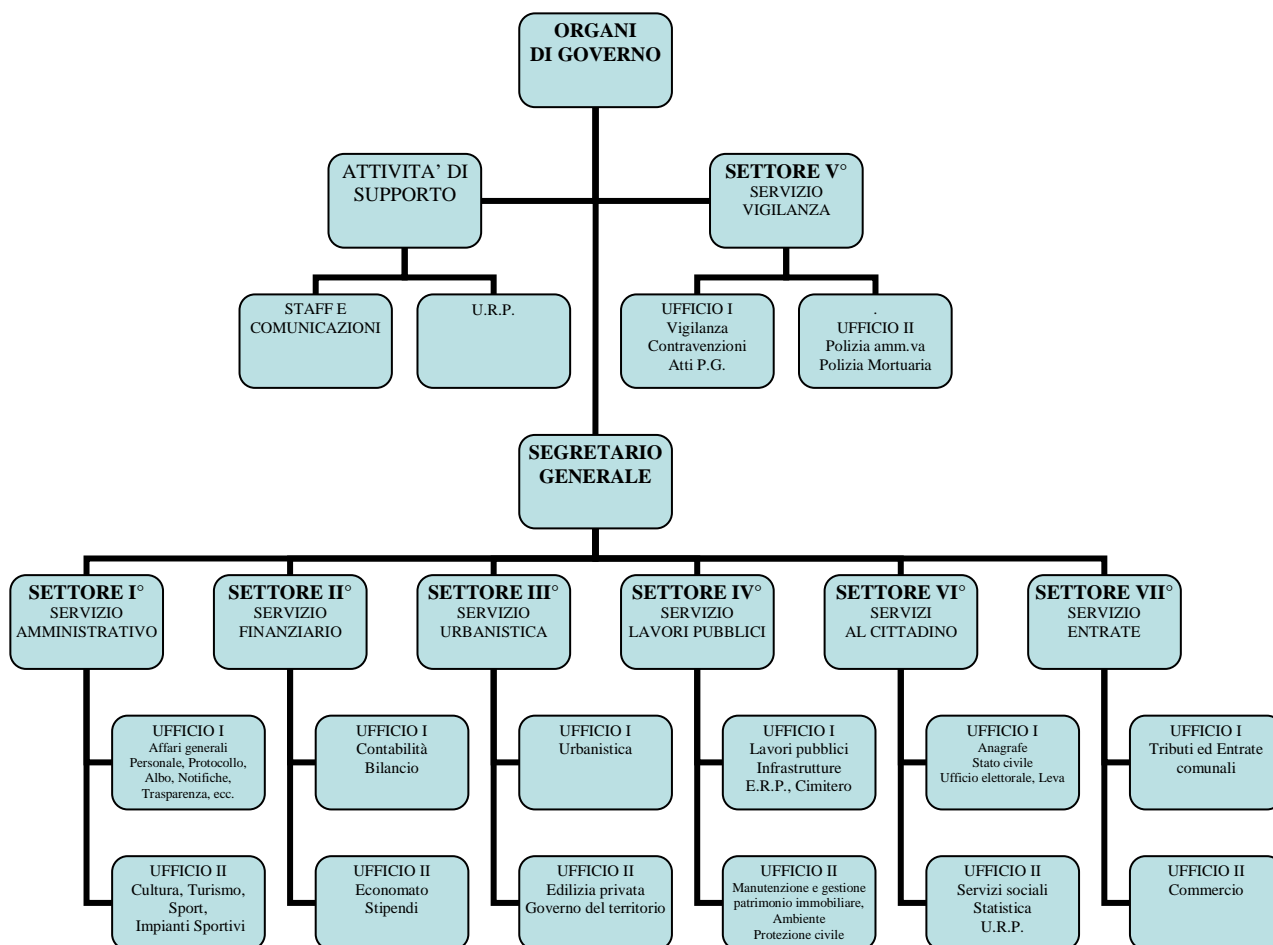 ORGANI
DI GOVERNO
ATTIVITA’ DI
SUPPORTO
SETTORE V°
SERVIZIO
VIGILANZA
STAFF E
COMUNICAZIONI
U.R.P.
UFFICIO I
Vigilanza
Contravenzioni
Atti P.G.
.
UFFICIO II
Polizia amm.va
Polizia Mortuaria
SEGRETARIO
GENERALE
SETTORE I°
SERVIZIO
AMMINISTRATIVO
SETTORE II°
SERVIZIO
FINANZIARIO
SETTORE III°
SERVIZIO
URBANISTICA
SETTORE IV°
SERVIZIO
LAVORI PUBBLICI
SETTORE VI°
SERVIZI
AL CITTADINO
SETTORE VII°
SERVIZIO
ENTRATE
UFFICIO I
Affari generali
Personale, Protocollo,
Albo, Notifiche,
Trasparenza, ecc.
UFFICIO I
Contabilità
Bilancio
UFFICIO I
Urbanistica
UFFICIO I
Lavori pubblici
Infrastrutture
E.R.P., Cimitero
UFFICIO I
Anagrafe
Stato civile
Ufficio elettorale, Leva
UFFICIO I
Tributi ed Entrate
comunali
UFFICIO II
Cultura, Turismo,
Sport,
Impianti Sportivi
UFFICIO II
Economato
Stipendi
UFFICIO II
Edilizia privata
Governo del territorio
UFFICIO II
Manutenzione e gestione
patrimonio immobiliare,
Ambiente
Protezione civile
UFFICIO II
Servizi sociali
Statistica
U.R.P.
UFFICIO II
Commercio